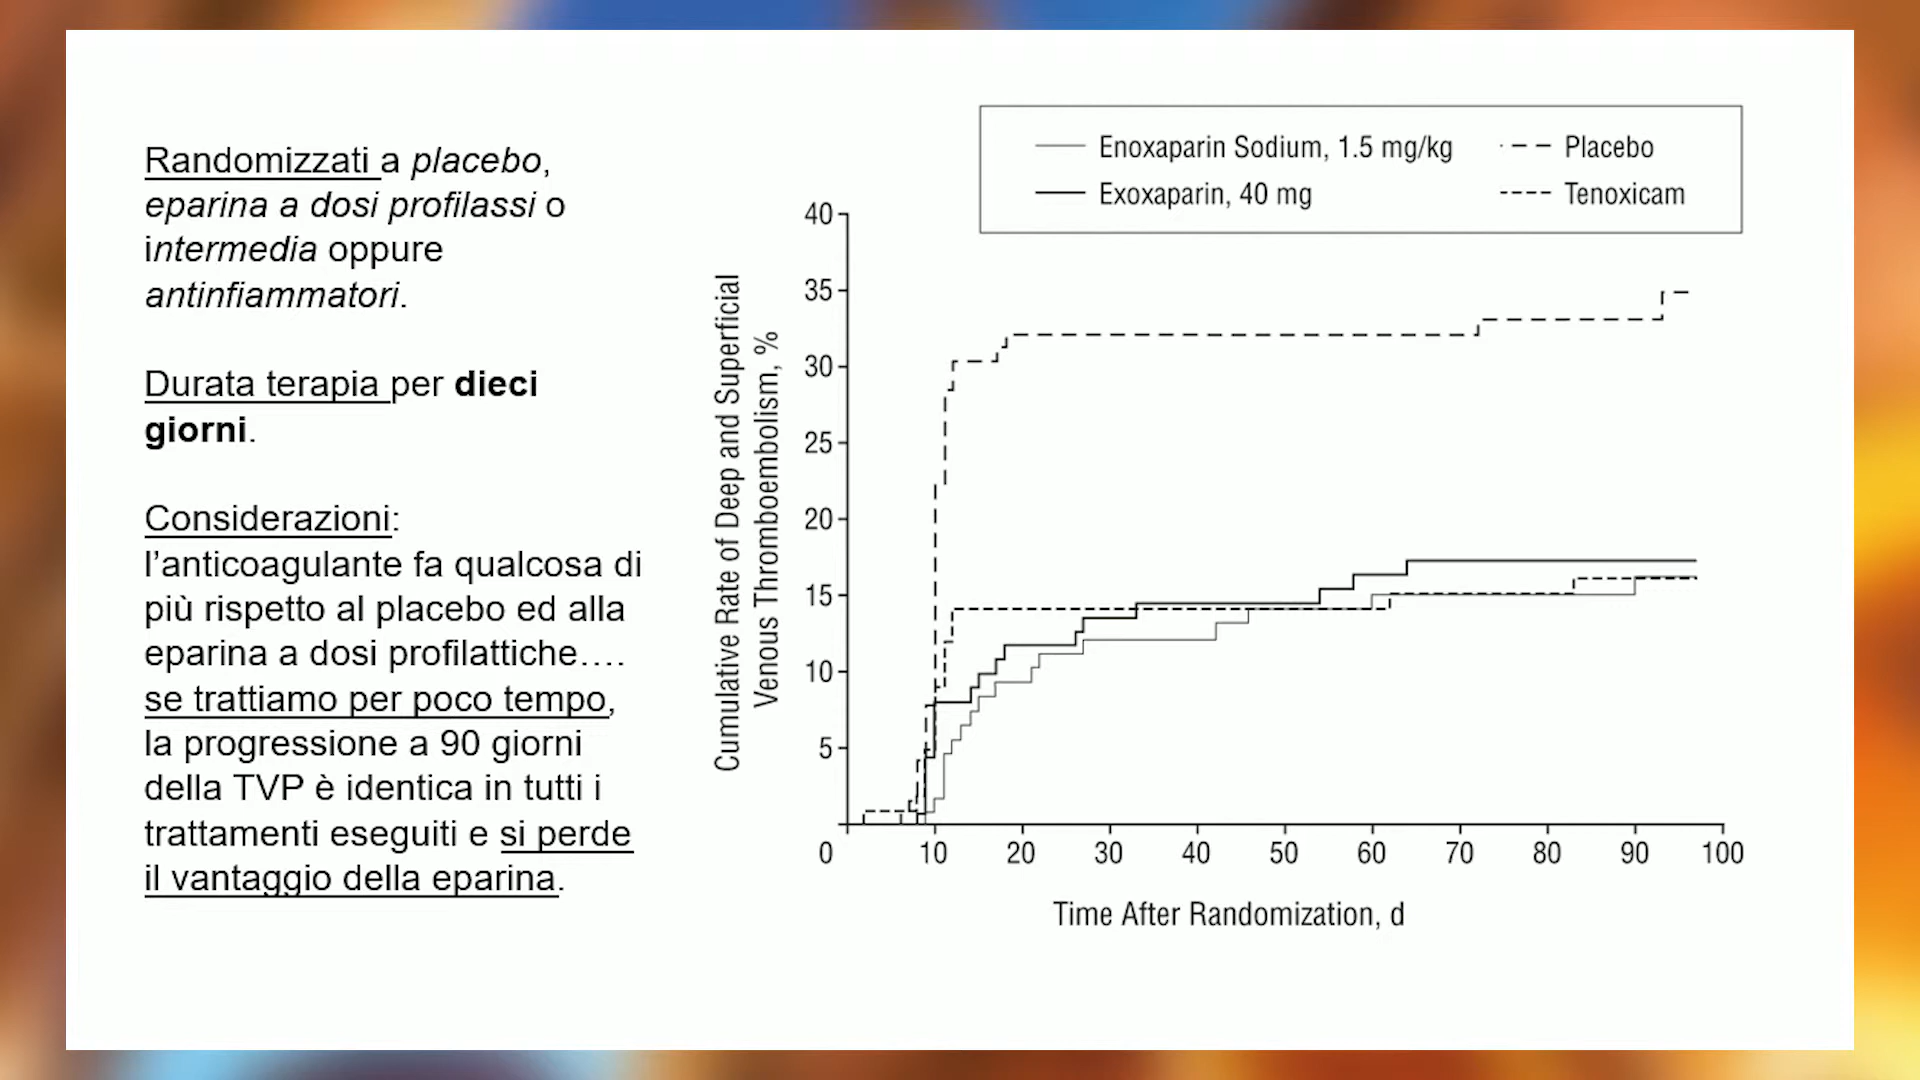 Randomizzati a placebo,
eparina a dosi profilassi o
intermedia oppure
antinfiammatori.
Durata terapia per dieci
giorni.
Considerazioni:
l’anticoagulante fa qualcosa di
più rispetto al placebo ed alla
eparina a dosi profilattiche....
se trattiamo per poco tempo,
la progressione a 90 giorni
della TVP è identica in tutti i
trattamenti eseguiti e si perde
il vantaggio della eparina.
Enoxaparin Sodium, 1.5 mg/kg
Placebo
Exoxaparin, 40 mg
Tenoxicam
Cumulative Rate of Deep and Superficial
Venous Thromboembolism, %
40
35
30
25
20
15
10
5
0 10 20 30 40 50 60 70 80 90 100
Time After Randomization, d